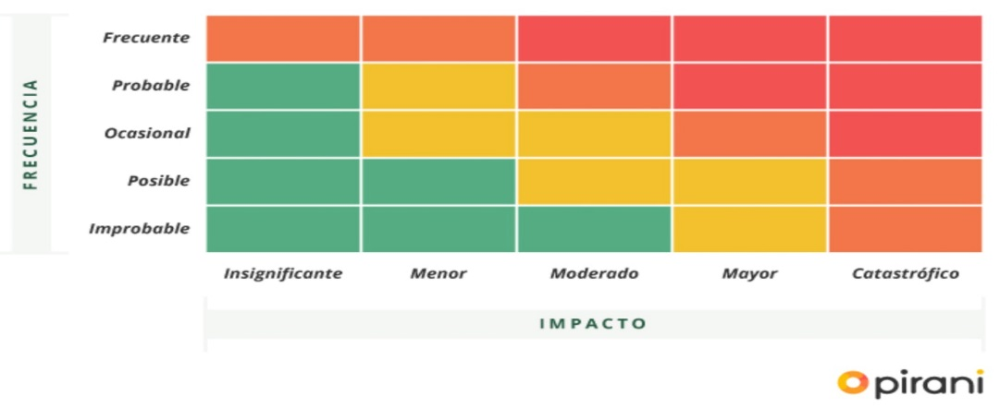 FRECUENCIA
Frecuente
Probable
Ocasional
Posible
Improbable
Insignificante Menor Moderado Mayor Catastrófico
IMPACTO
pirani